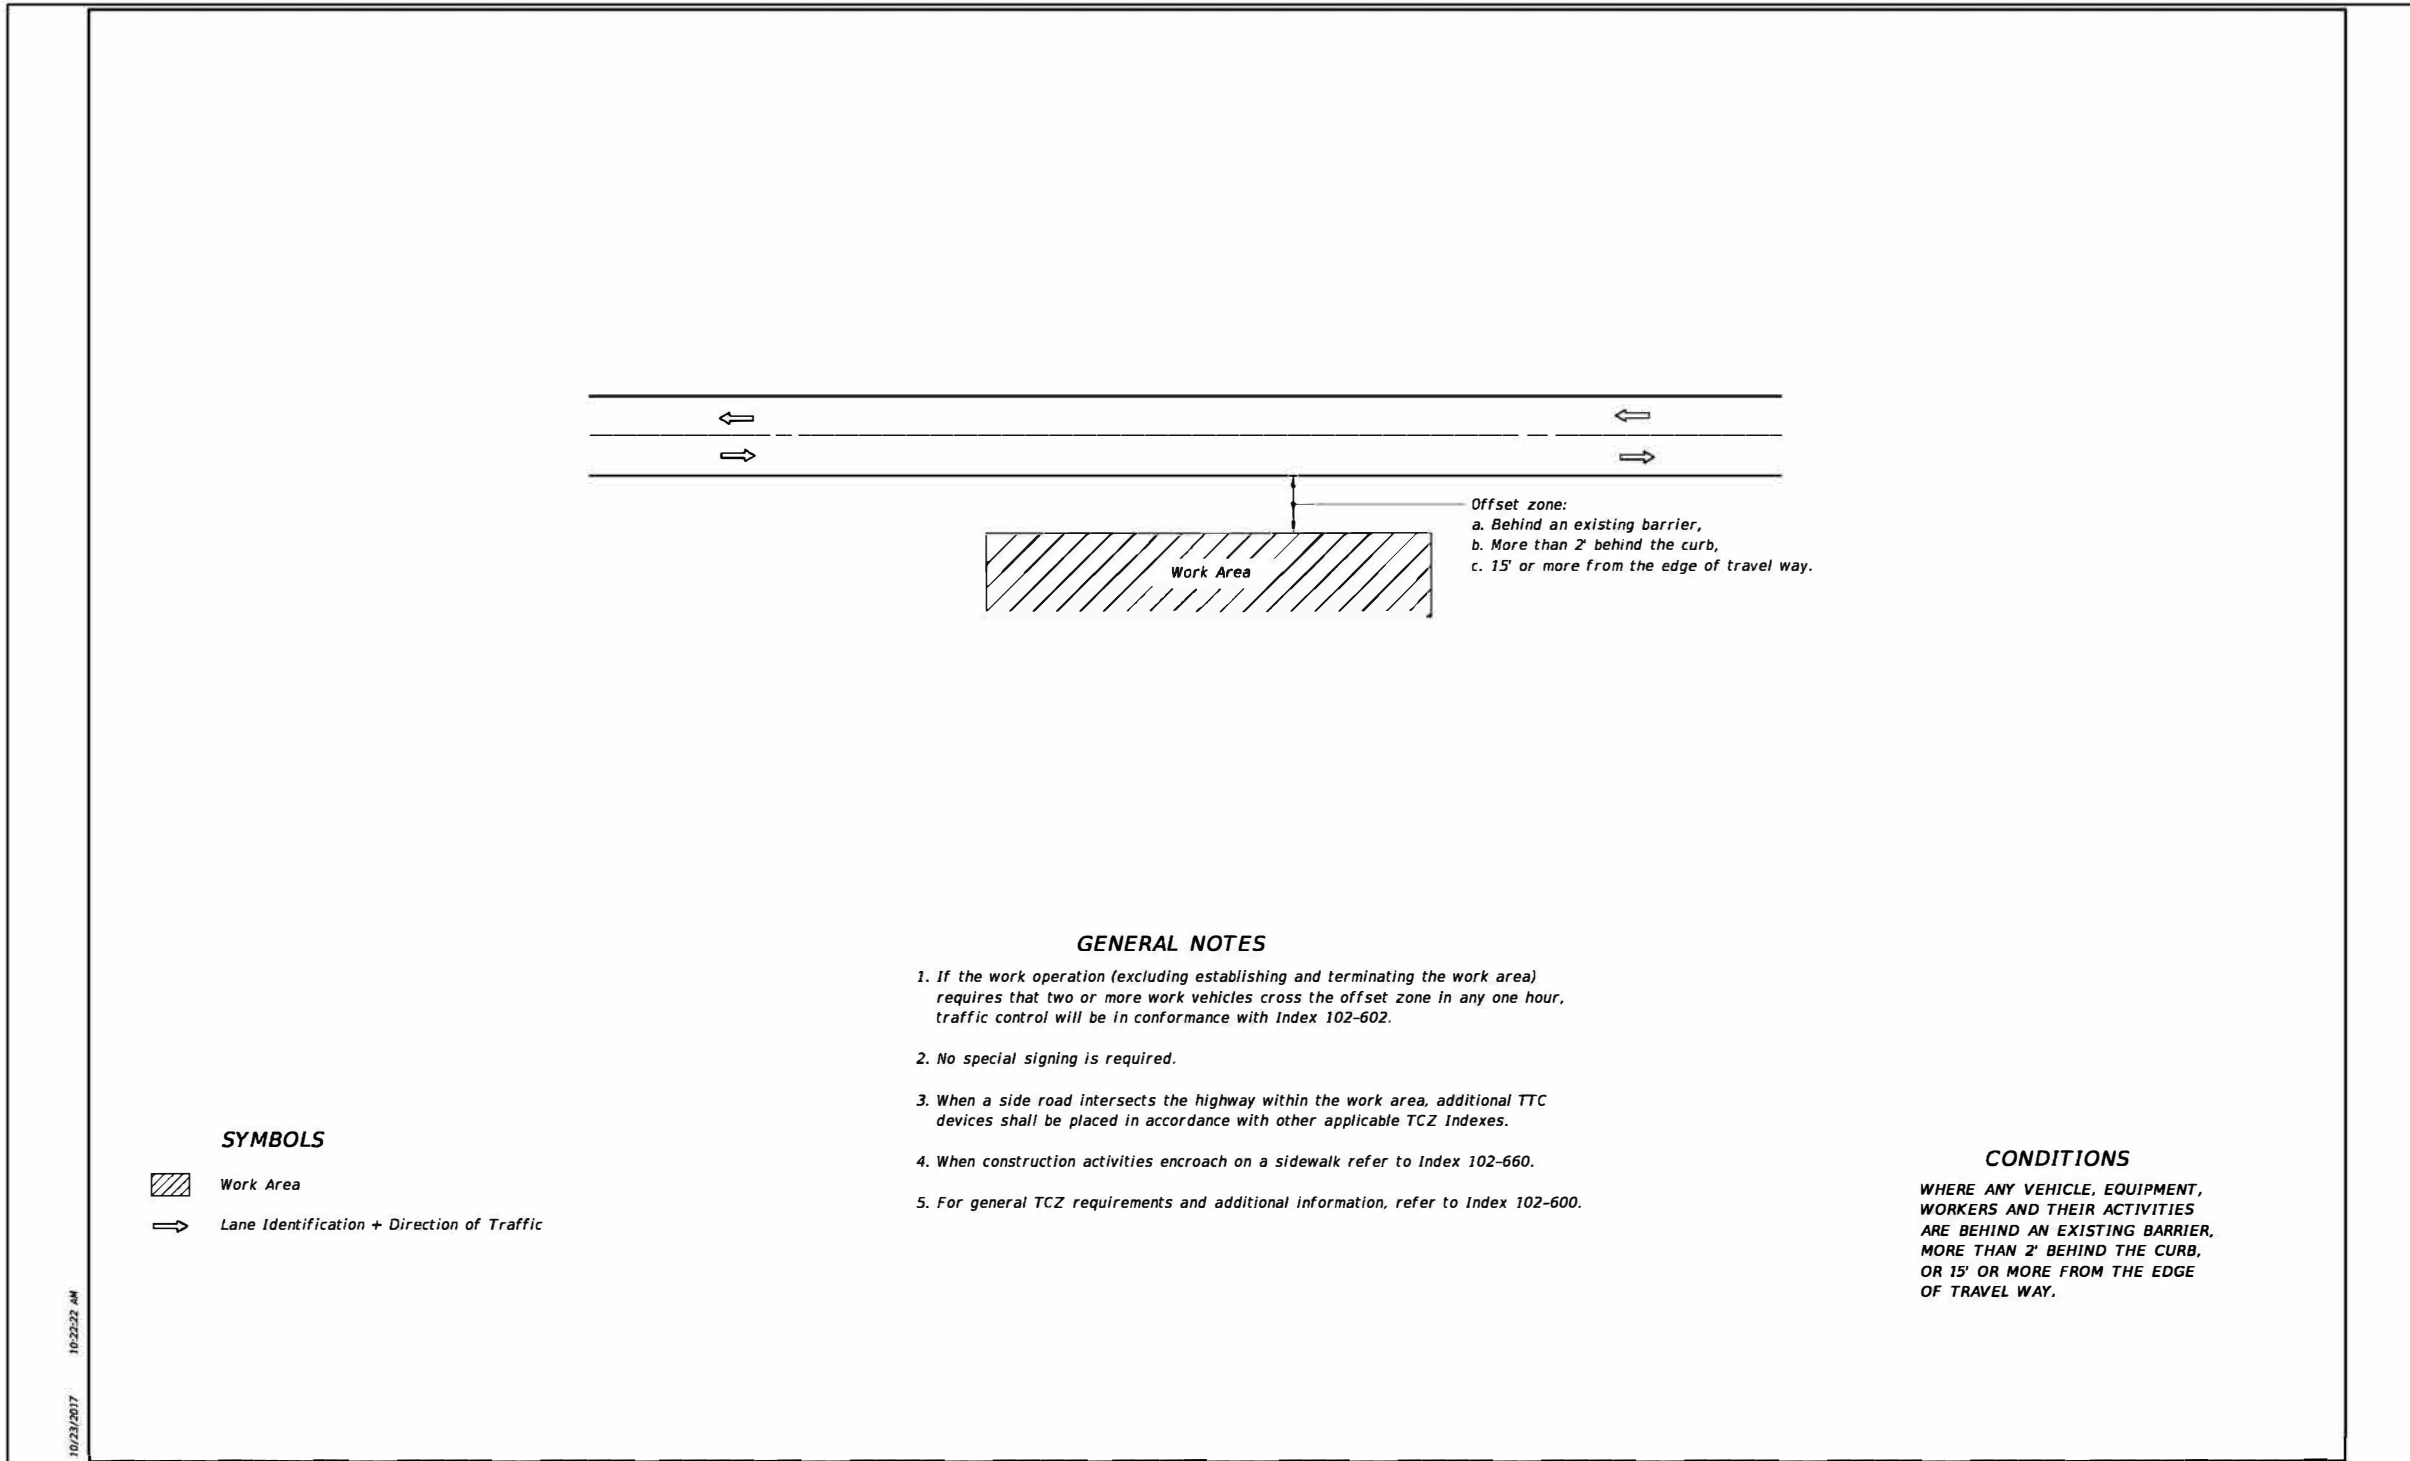 Offset zone:
a. Behind an existing barrier,
b. More than 2' behind the curb,
c. 15' or more from the edge of travel way.
Work Area
GENERAL NOTES
1. If the work operation (excluding establishing and terminating the work area)
requires that two or more work vehicles cross the offset zone in any one hour,
traffic control will be in conformance with Index 102-602.
2. No special signing is required.
3. When a side road intersects the highway within the work area, additional TTC
devices shall be placed in accordance with other applicable TCZ Indexes.
4. When construction activities encroach on a sidewalk refer to Index 102-660.
5. For general TCZ requirements and additional information, refer to Index 102-600.
SYMBOLS
Work Area
Lane Identification + Direction of Traffic
CONDITIONS
WHERE ANY VEHICLE, EQUIPMENT,
WORKERS AND THEIR ACTIVITIES
ARE BEHIND AN EXISTING BARRIER,
MORE THAN 2' BEHIND THE CURB,
OR 15' OR MORE FROM THE EDGE
OF TRAVEL WAY.
10/23/2017 10:22:22 AM